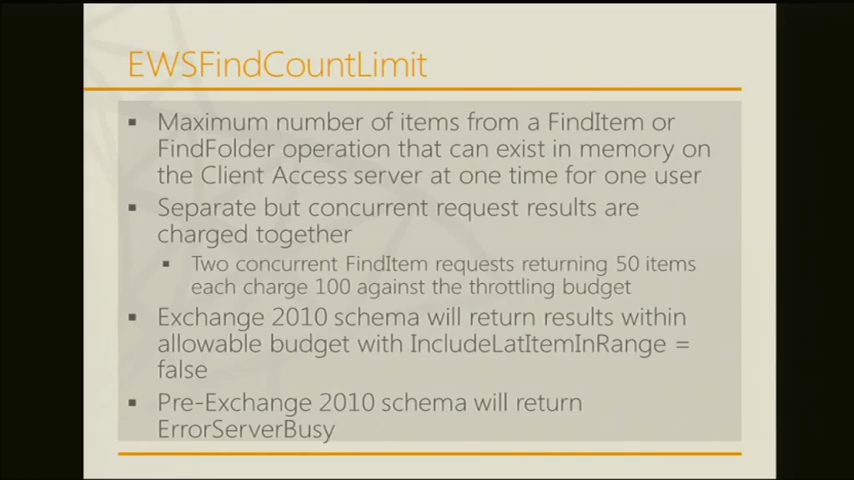 EWSFindCountLimit
▪ Maximum number of items from a FindItem or
FindFolder operation that can exist in memory on
the Client Access server at one time for one user
▪ Separate but concurrent request results are
charged together
▪ Two concurrent FindItem requests returning 50 items
each charge 100 against the throttling budget
▪ Exchange 2010 schema will return results within
allowable budget with IncludeLatItemInRange =
false
▪ Pre-Exchange 2010 schema will return
ErrorServerBusy